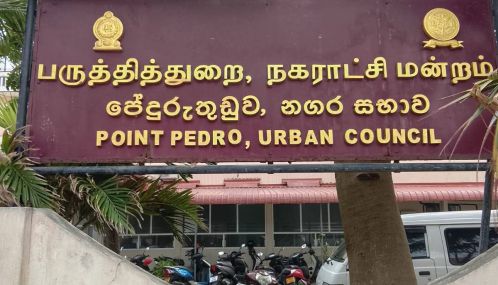 பருத்தித்துறை, நகராட்சி மன்றம்
පේදුරුතුඩුව, නගර සභාව
POINT PEDRO, URBAN COUNCIL